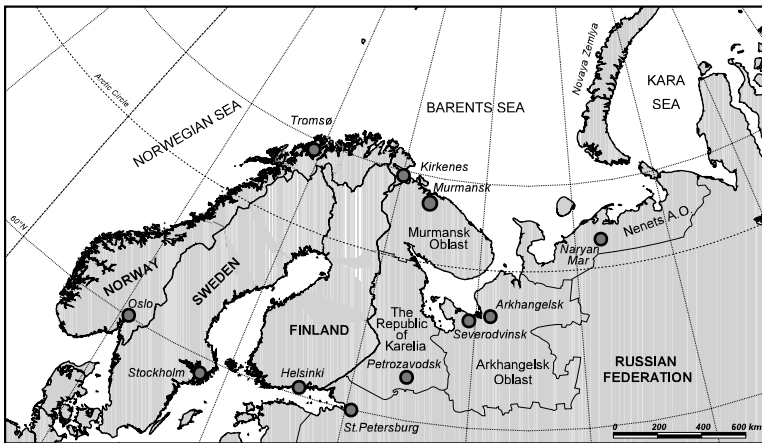 Novaya Zemlya
KARA
SEA
Arctic Circle
BARENTS SEA
NORWEGIAN SEA
Tromsø
Kirkenes
Murmansk
Murmansk
Oblast
Nenets A.O.
Naryan
Mar
60°N
NORWAY
SWEDEN
Oslo
FINLAND
The
Republic
of
Karelia
Arkhangelsk
Severodvinsk
Stockholm
Helsinki
Petrozavodsk
Arkhangelsk
Oblast
RUSSIAN
FEDERATION
St.Petersburg
0 200 400 600 km